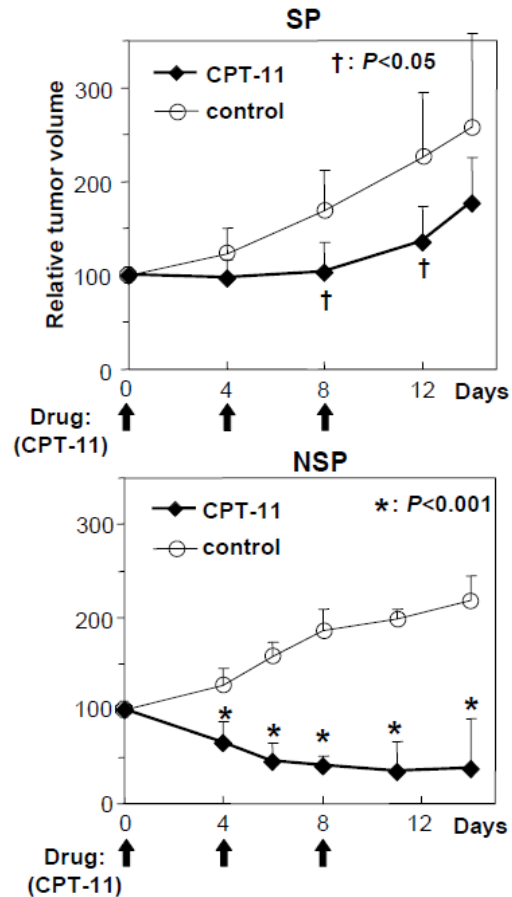 SP
CPT-11
†: P<0.05
control
Relative tumor volume
300
200
100
0
0 4 8 12 Days
Drug:
(CPT-11)
†
†
NSP
CPT-11
*: P<0.001
control
300
200
100
0
* * * * *
0 4 8 12 Days
Drug:
(CPT-11)